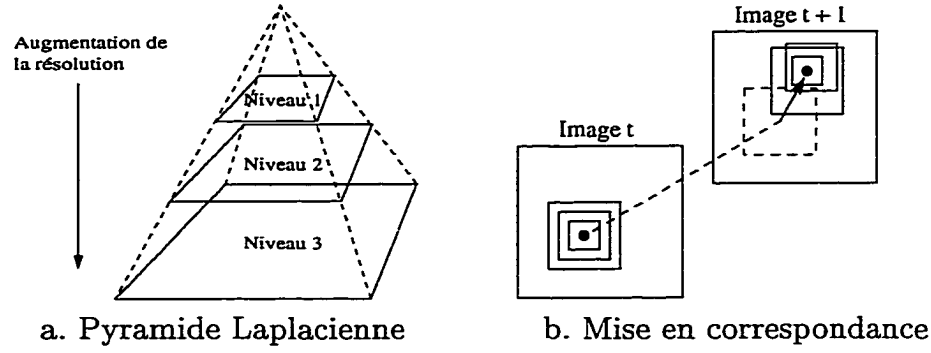 Augmentation de
la résolution
Niveau 1
Niveau 2
Niveau 3
a. Pyramide Laplacienne
Image t + 1
Image t
b. Mise en correspondance